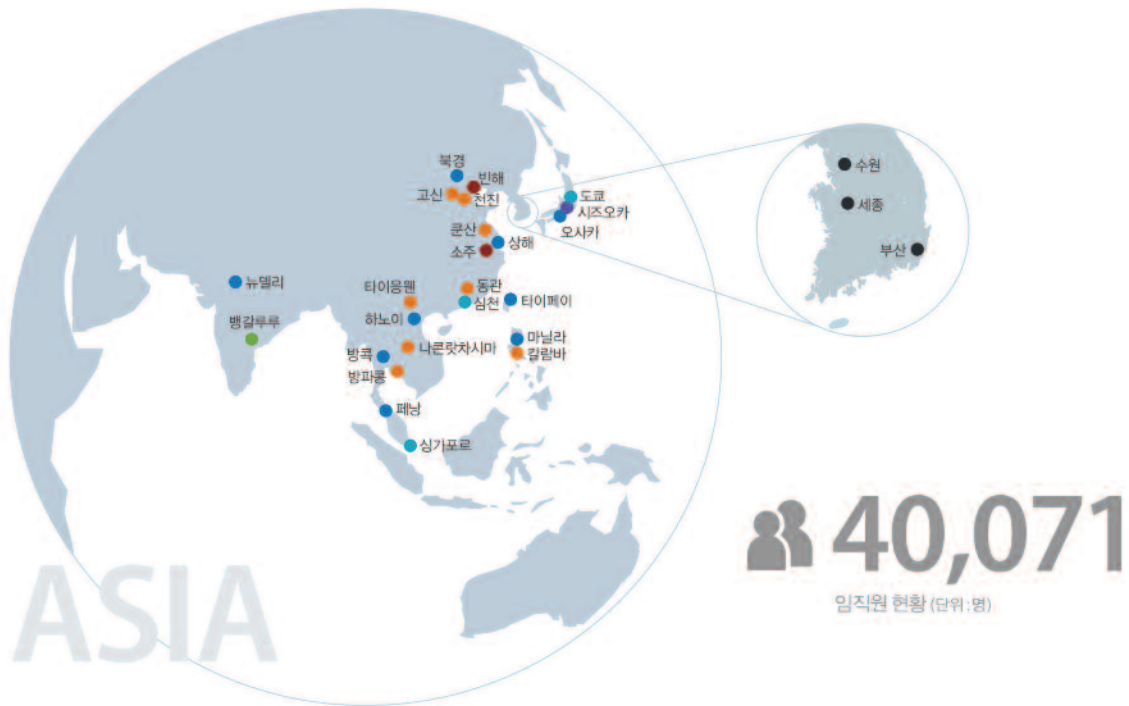 북경
빈해
고신
천진
도쿄
시즈오카
오사카
쿤산
상해
소주
뉴델리
타이응웬
동관
심천
타이페이
하노이
뱅갈루루
나콘랏차시마
마닐라
칼람바
방콕
방파콩
페낭
싱가포르
수원
세종
부산
ASIA
40,071
임직원 현황 (단위 : 명)